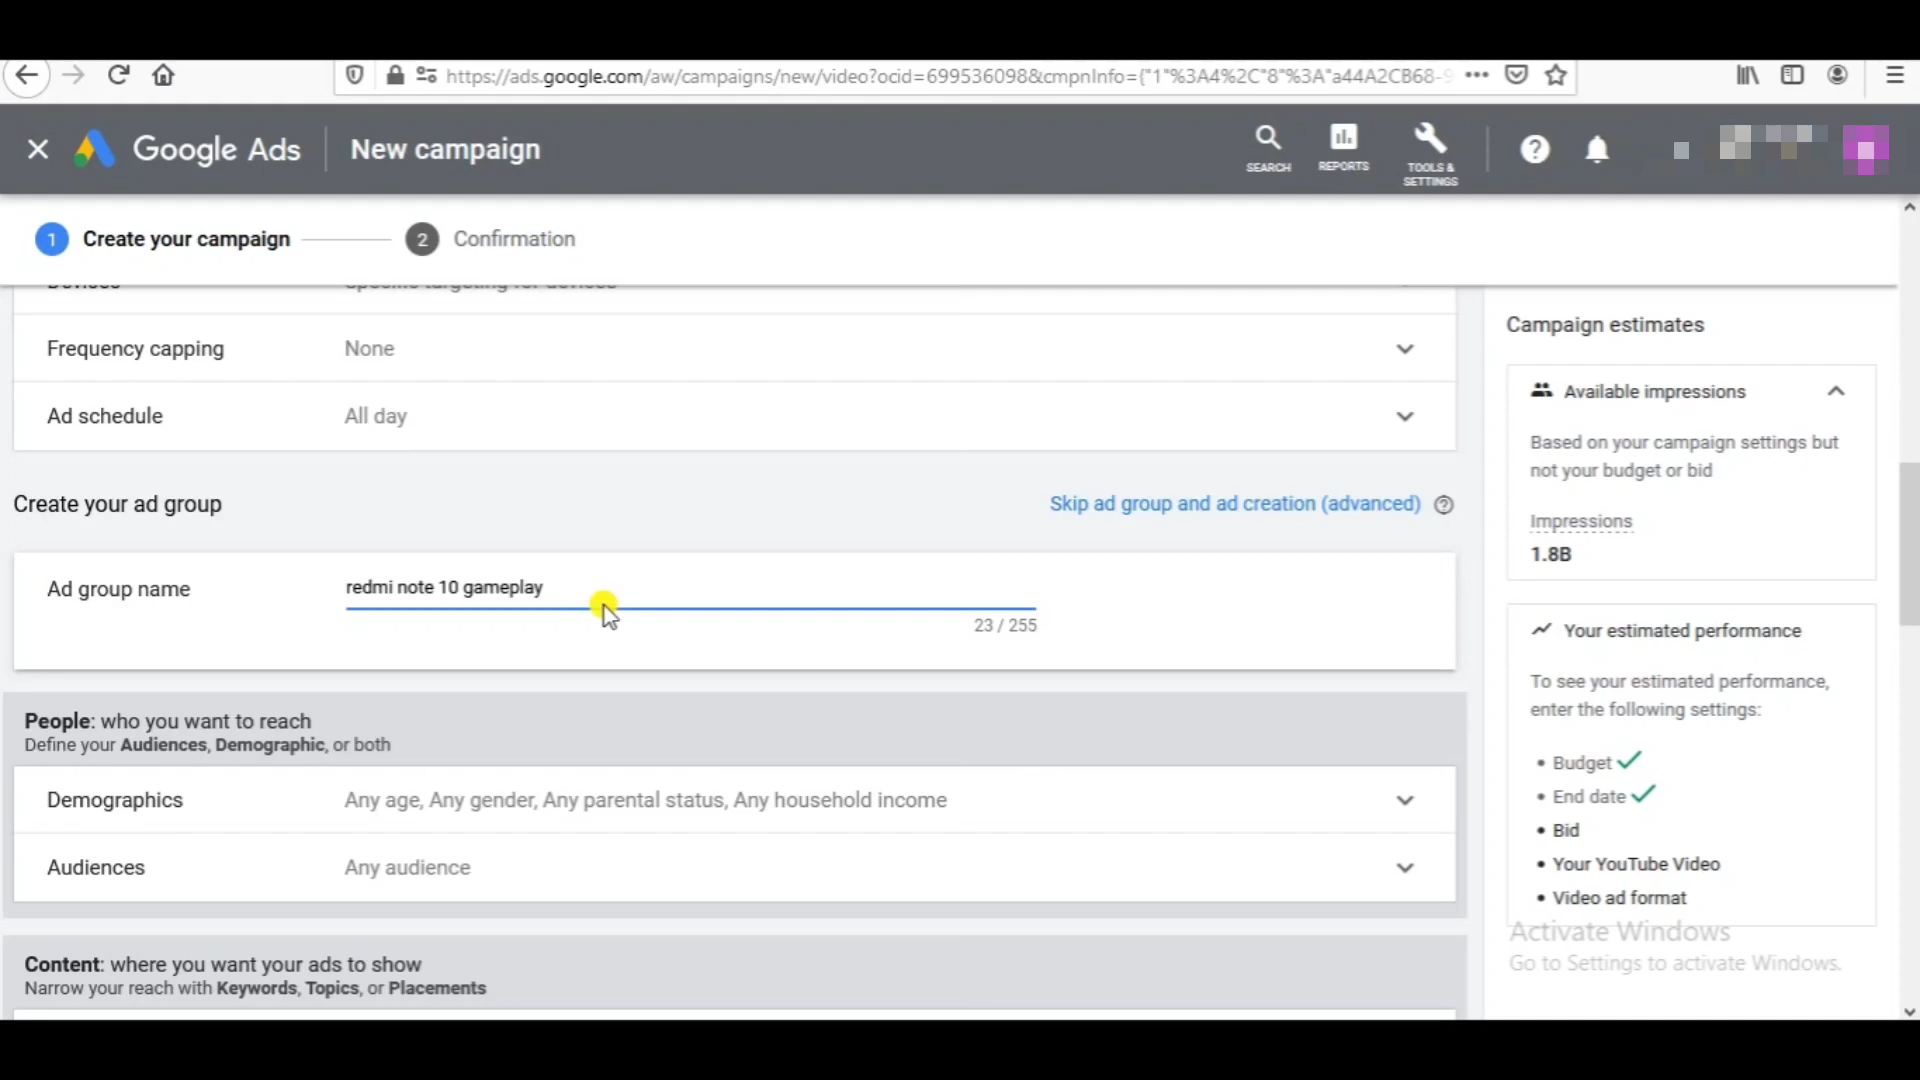 https://ads.google.com/aw/campaigns/new/video?ocid=699536098&cmpnInfo={"1"%3A4%2C"8"%3A"a44A2CB68-9
Google Ads
New campaign
SEARCH
REPORTS
TOOLS &
SETTINGS
1 Create your campaign
2 Confirmation
Devices Specific targeting for devices
Frequency capping None
Ad schedule All day
Create your ad group
Skip ad group and ad creation (advanced)
Ad group name redmi note 10 gameplay
23 / 255
People: who you want to reach
Define your Audiences, Demographic, or both
Demographics Any age, Any gender, Any parental status, Any household income
Audiences Any audience
Content: where you want your ads to show
Narrow your reach with Keywords, Topics, or Placements
Campaign estimates
Available impressions
Based on your campaign settings but
not your budget or bid
Impressions
1.8B
Your estimated performance
To see your estimated performance,
enter the following settings:
• Budget
• End date
• Bid
• Your YouTube Video
• Video ad format
Activate Windows
Go to Settings to activate Windows.